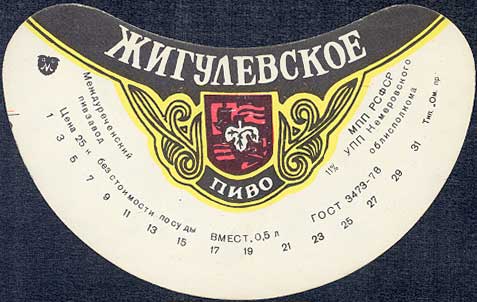 ЖИГУЛЕВСКОЕ
ПИВО
Междуреченский
пивзавод
Цена 25 к без стоимости посуды
МПП РСФСР
УПП Кемеровского
облисполкома
11%
ВМЕСТ. 0,5 л
ГОСТ 3473-78
Тип. „Ом. пр
1 3 5 7 9 11 13 15 17 19 21 23 25 27 29 31